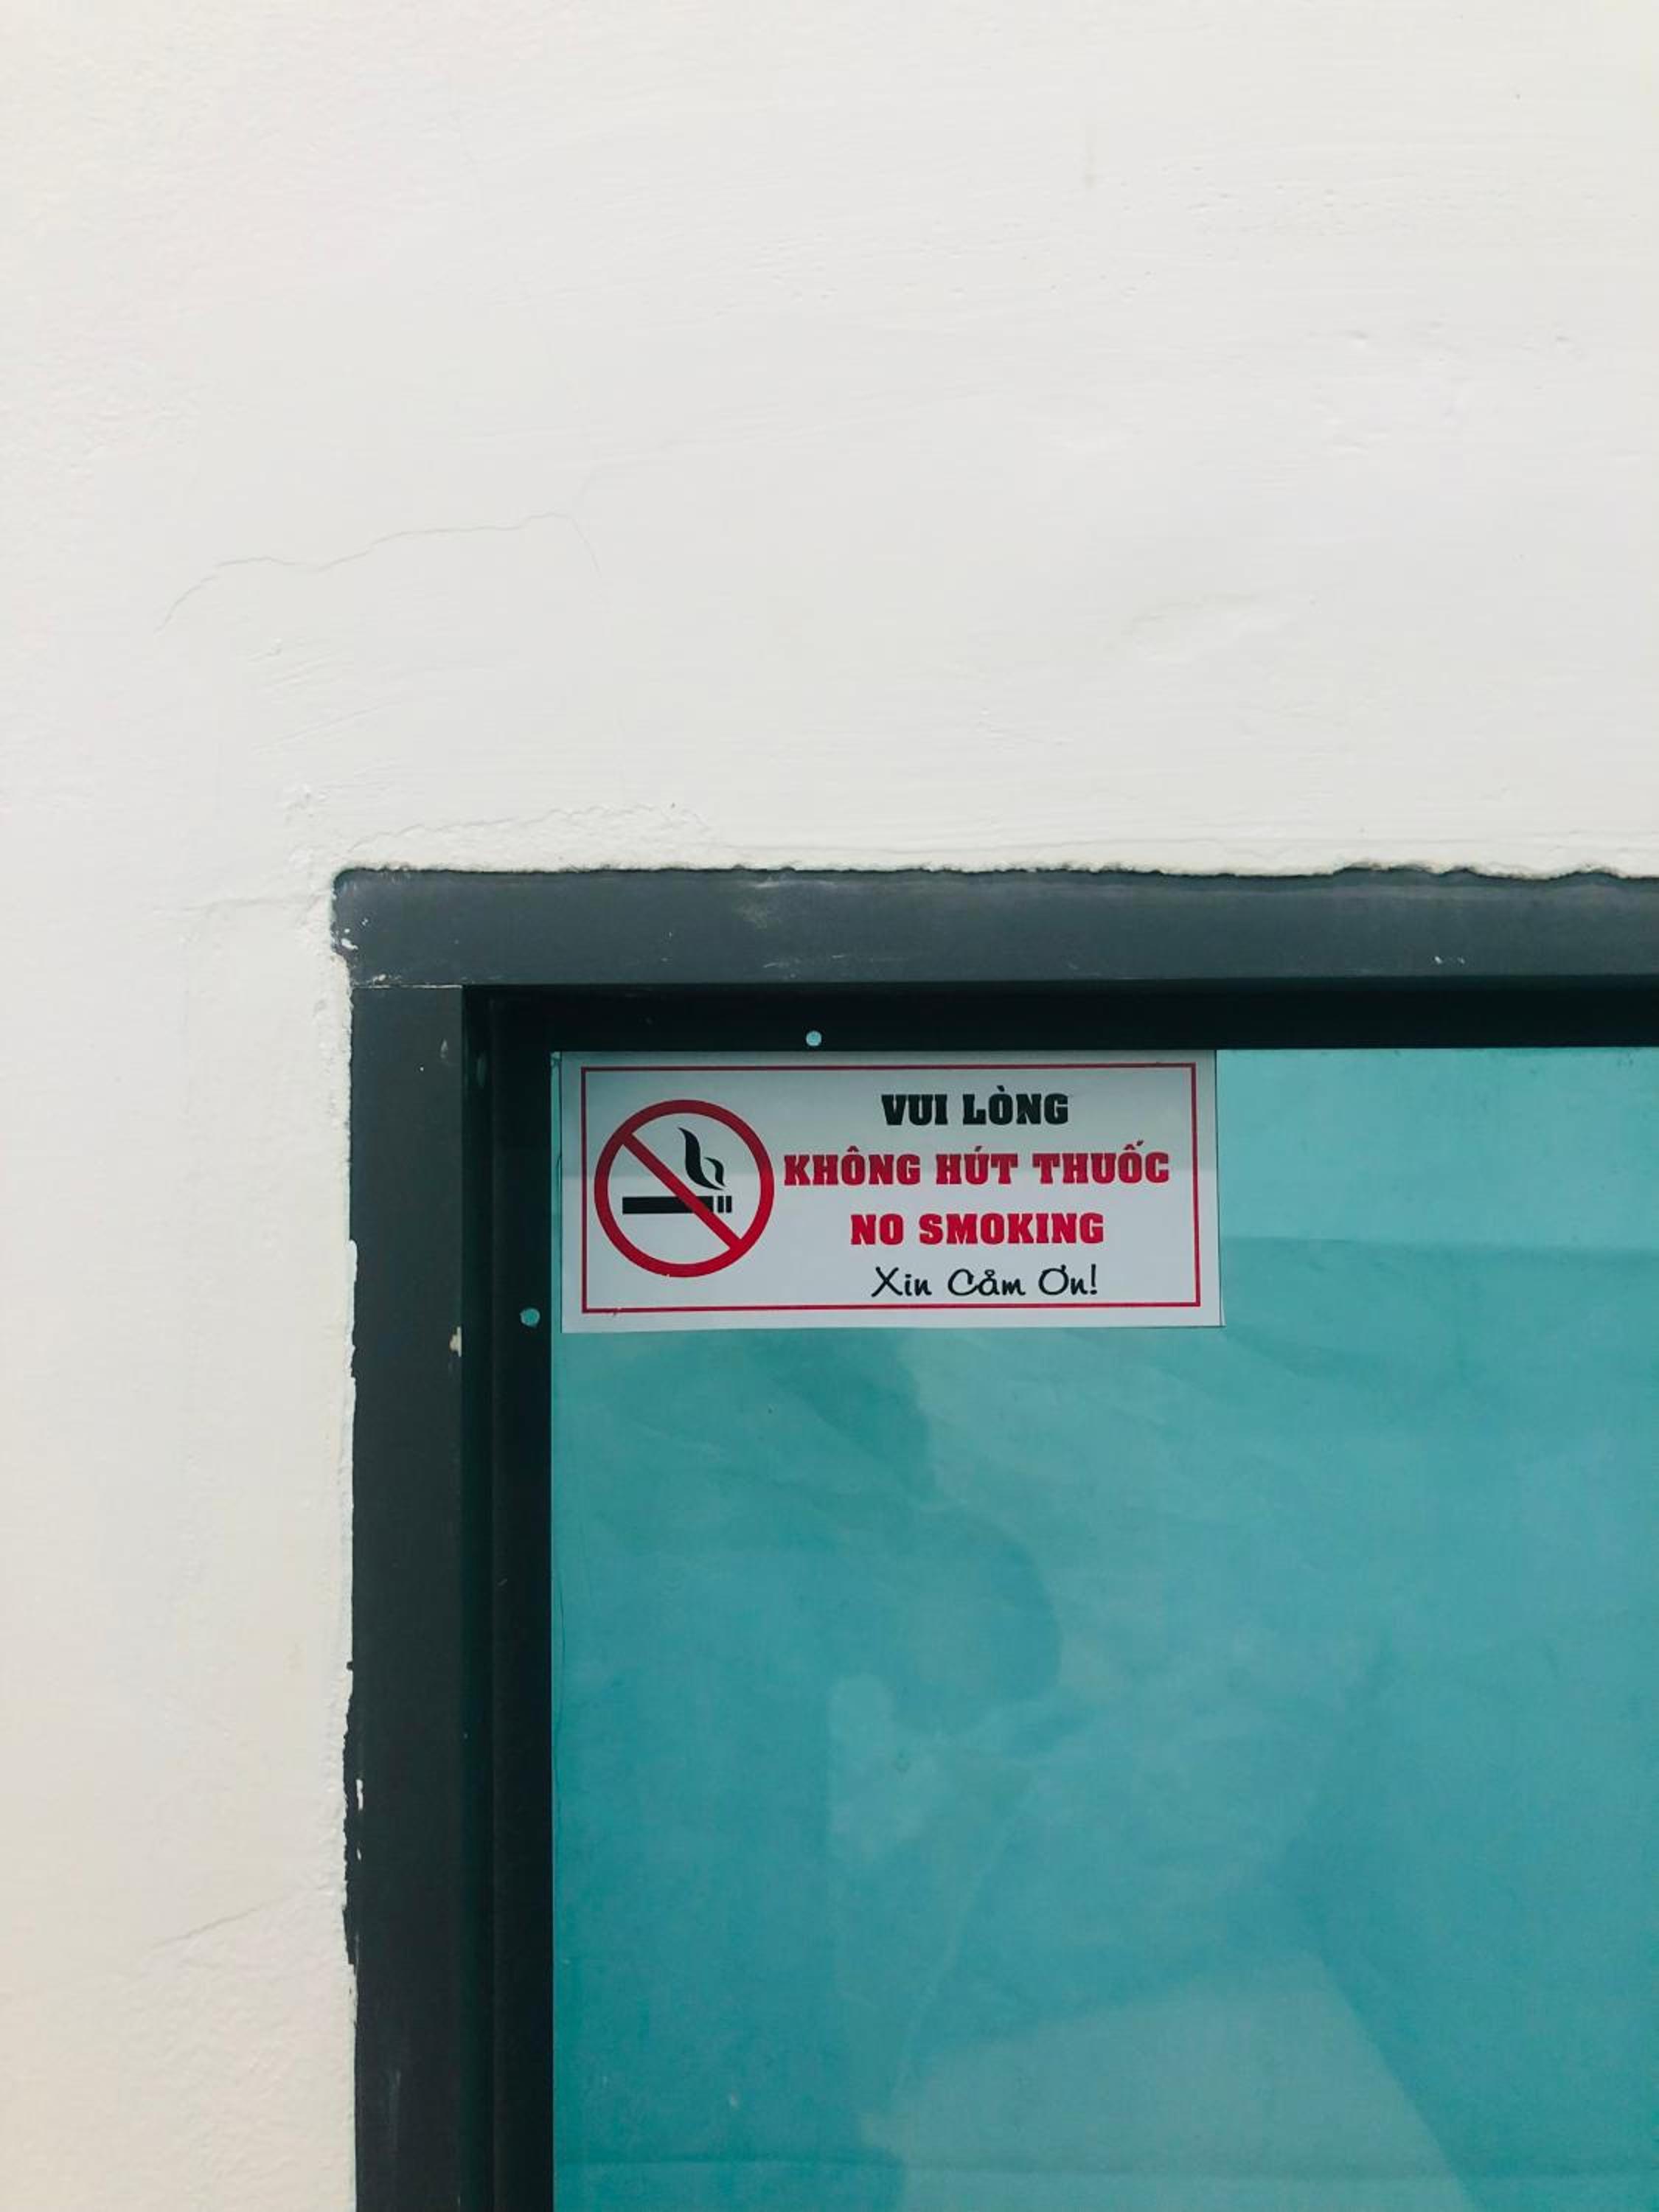 VUI LÒNG
KHÔNG HÚT THUỐC
NO SMOKING
Xin Cảm Ơn!